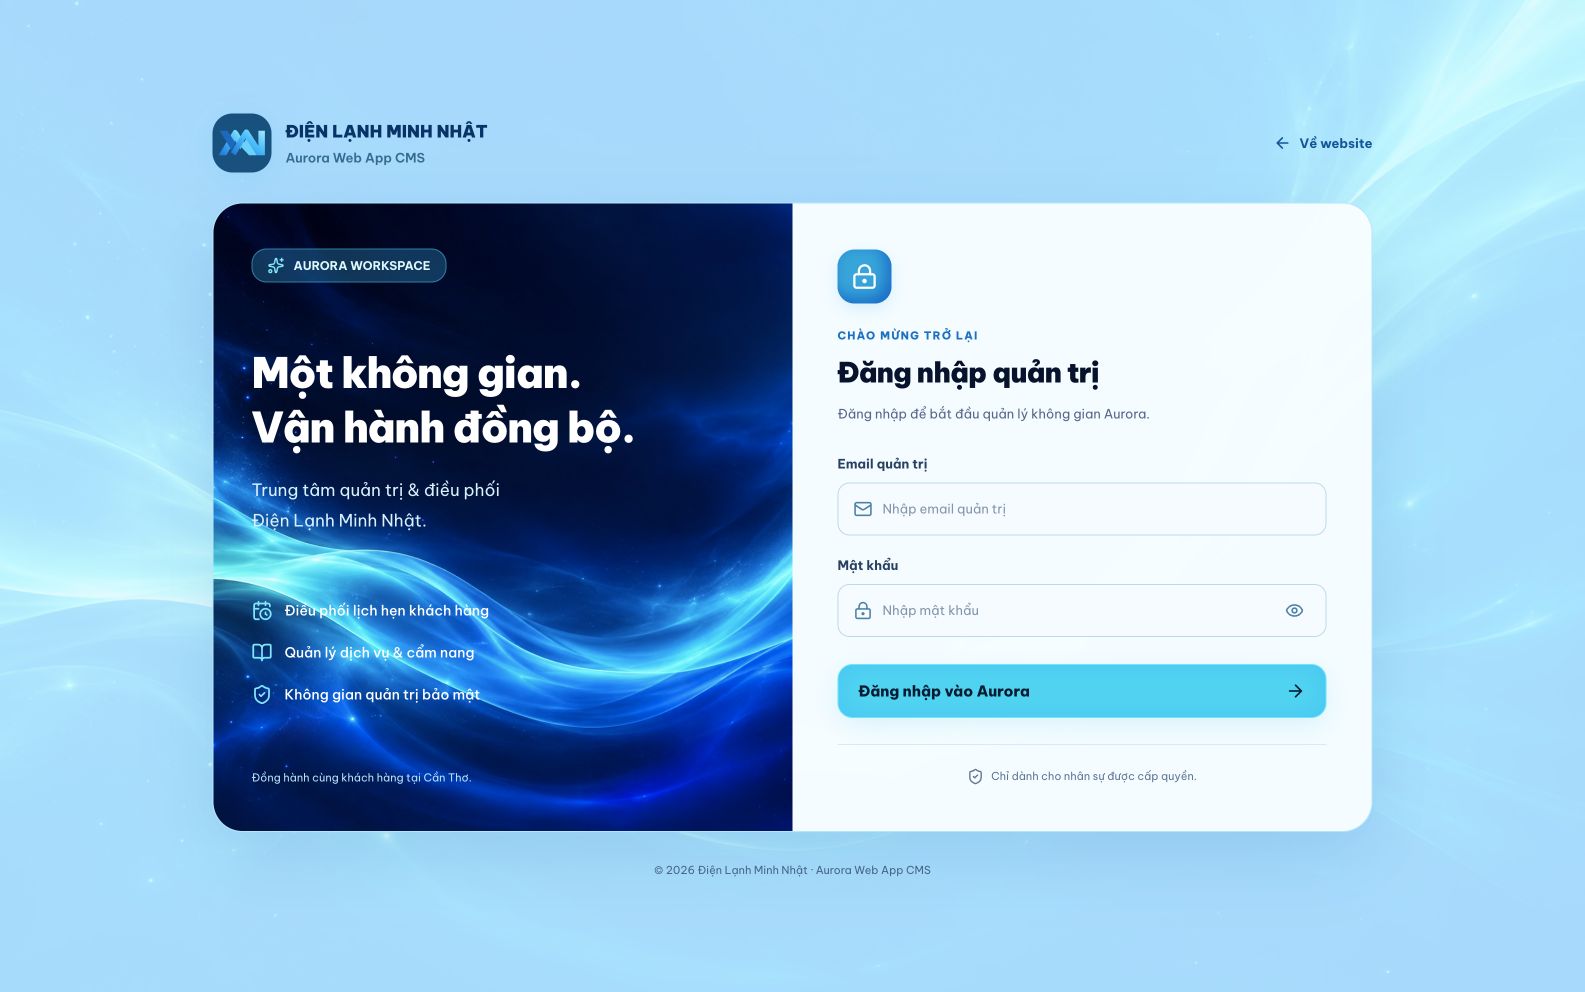 ĐIỆN LẠNH MINH NHẬT
Aurora Web App CMS
Về website
AURORA WORKSPACE
Một không gian.
Vận hành đồng bộ.
Trung tâm quản trị & điều phối
Điện Lạnh Minh Nhật.
Điều phối lịch hẹn khách hàng
Quản lý dịch vụ & cẩm nang
Không gian quản trị bảo mật
Đồng hành cùng khách hàng tại Cần Thơ.
CHÀO MỪNG TRỞ LẠI
Đăng nhập quản trị
Đăng nhập để bắt đầu quản lý không gian Aurora.
Email quản trị
Nhập email quản trị
Mật khẩu
Nhập mật khẩu
Đăng nhập vào Aurora
Chỉ dành cho nhân sự được cấp quyền.
© 2026 Điện Lạnh Minh Nhật · Aurora Web App CMS